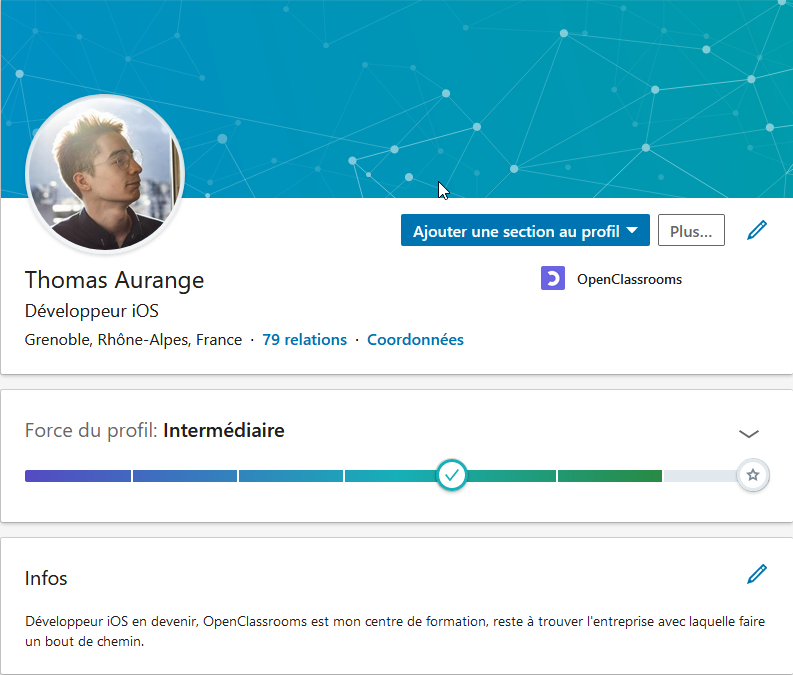 Ajouter une section au profil
Plus...
Thomas Aurange
OpenClassrooms
Développeur iOS
Grenoble, Rhône-Alpes, France · 79 relations · Coordonnées
Force du profil: Intermédiaire
Infos
Développeur iOS en devenir, OpenClassrooms est mon centre de formation, reste à trouver l'entreprise avec laquelle faire
un bout de chemin.